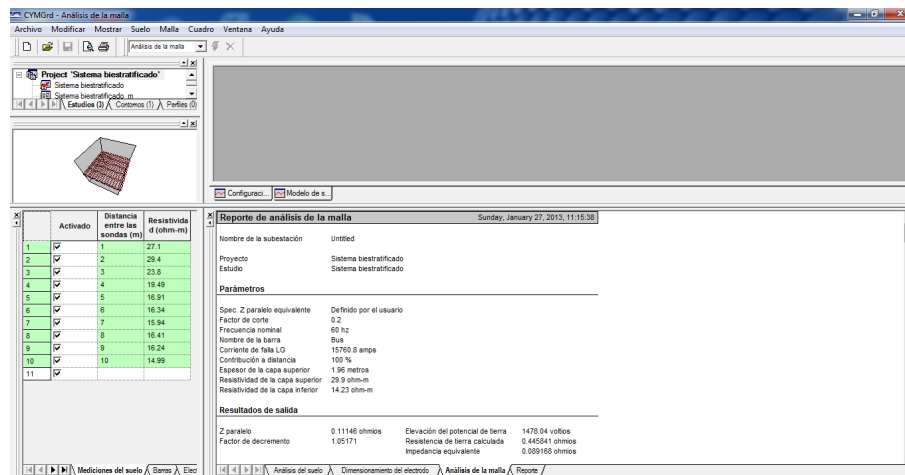 CYMGrd - Análisis de la malla
Archivo Modificar Mostrar Suelo Malla Cuadro Ventana Ayuda
Análisis de la malla
Project 'Sistema biestratificado'
Sistema biestratificado
Sistema biestratificado_m
Estudios (3) Contornos (1) Perfiles (0)
Configuraci... Modelo de s...
Activado Distancia entre las sondas (m) Resistivida d (ohm-m)
1 1 27.1
2 2 29.4
3 3 23.8
4 4 19.49
5 5 16.91
6 6 16.34
7 7 15.94
8 8 16.41
9 9 16.24
10 10 14.99
11
Mediciones del suelo Barras Elect
Reporte de análisis de la malla Sunday, January 27, 2013, 11:15:38
Nombre de la subestación Untitled
Proyecto Sistema biestratificado
Estudio Sistema biestratificado
Parámetros
Spec. Z paralelo equivalente Definido por el usuario
Factor de corte 0.2
Frecuencia nominal 60 hz
Nombre de la barra Bus
Corriente de falla LG 15760.8 amps
Contribución a distancia 100 %
Espesor de la capa superior 1.96 metros
Resistividad de la capa superior 29.9 ohm-m
Resistividad de la capa inferior 14.23 ohm-m
Resultados de salida
Z paralelo 0.11146 ohmios Elevación del potencial de tierra 1478.04 voltios
Factor de decremento 1.05171 Resistencia de tierra calculada 0.445841 ohmios
Impedancia equivalente 0.089168 ohmios
Análisis del suelo Dimensionamiento del electrodo Análisis de la malla Reporte